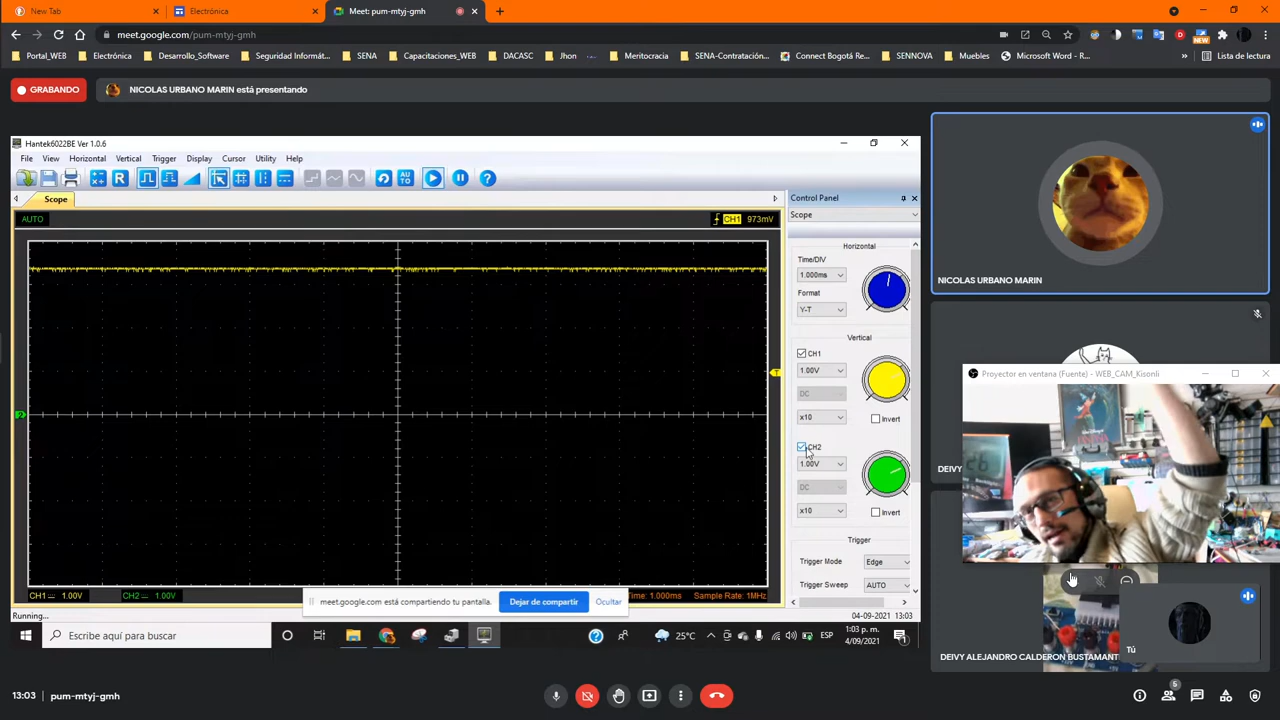 New Tab
Electrónica
Meet: pum-mtyj-gmh
meet.google.com/pum-mtyj-gmh
NEW
Portal_WEB
Electrónica
Desarrollo_Software
Seguridad Informát...
SENA
Capacitaciones_WEB
DACASC
Jhon
Meritocracia
SENA-Contratación...
Connect Bogotá Re...
SENNOVA
Muebles
Microsoft Word - R...
Lista de lectura
GRABANDO
NICOLAS URBANO MARIN está presentando
Hantek6022BE Ver 1.0.6
File View Horizontal Vertical Trigger Display Cursor Utility Help
R
AUTO
Scope
AUTO
CH1 973mV
T
2
CH1 1.00V
CH2 1.00V
Time: 1.000ms
Sample Rate: 1MHz
Running...
04-09-2021 13:03
Control Panel
Scope
Horizontal
Time/DIV
1.000ms
Format
Y-T
Vertical
CH1
1.00V
DC
x10
Invert
CH2
1.00V
DC
x10
Invert
Trigger
Trigger Mode Edge
Trigger Sweep AUTO
meet.google.com está compartiendo tu pantalla.
Dejar de compartir
Ocultar
Escribe aquí para buscar
25°C
ESP
1:03 p. m.
4/09/2021
1
NICOLAS URBANO MARIN
Proyector en ventana (Fuente) - WEB_CAM_Kisonli
DEIVY
DEIVY ALEJANDRO CALDERON BUSTAMANT
Tú
13:03
pum-mtyj-gmh
5